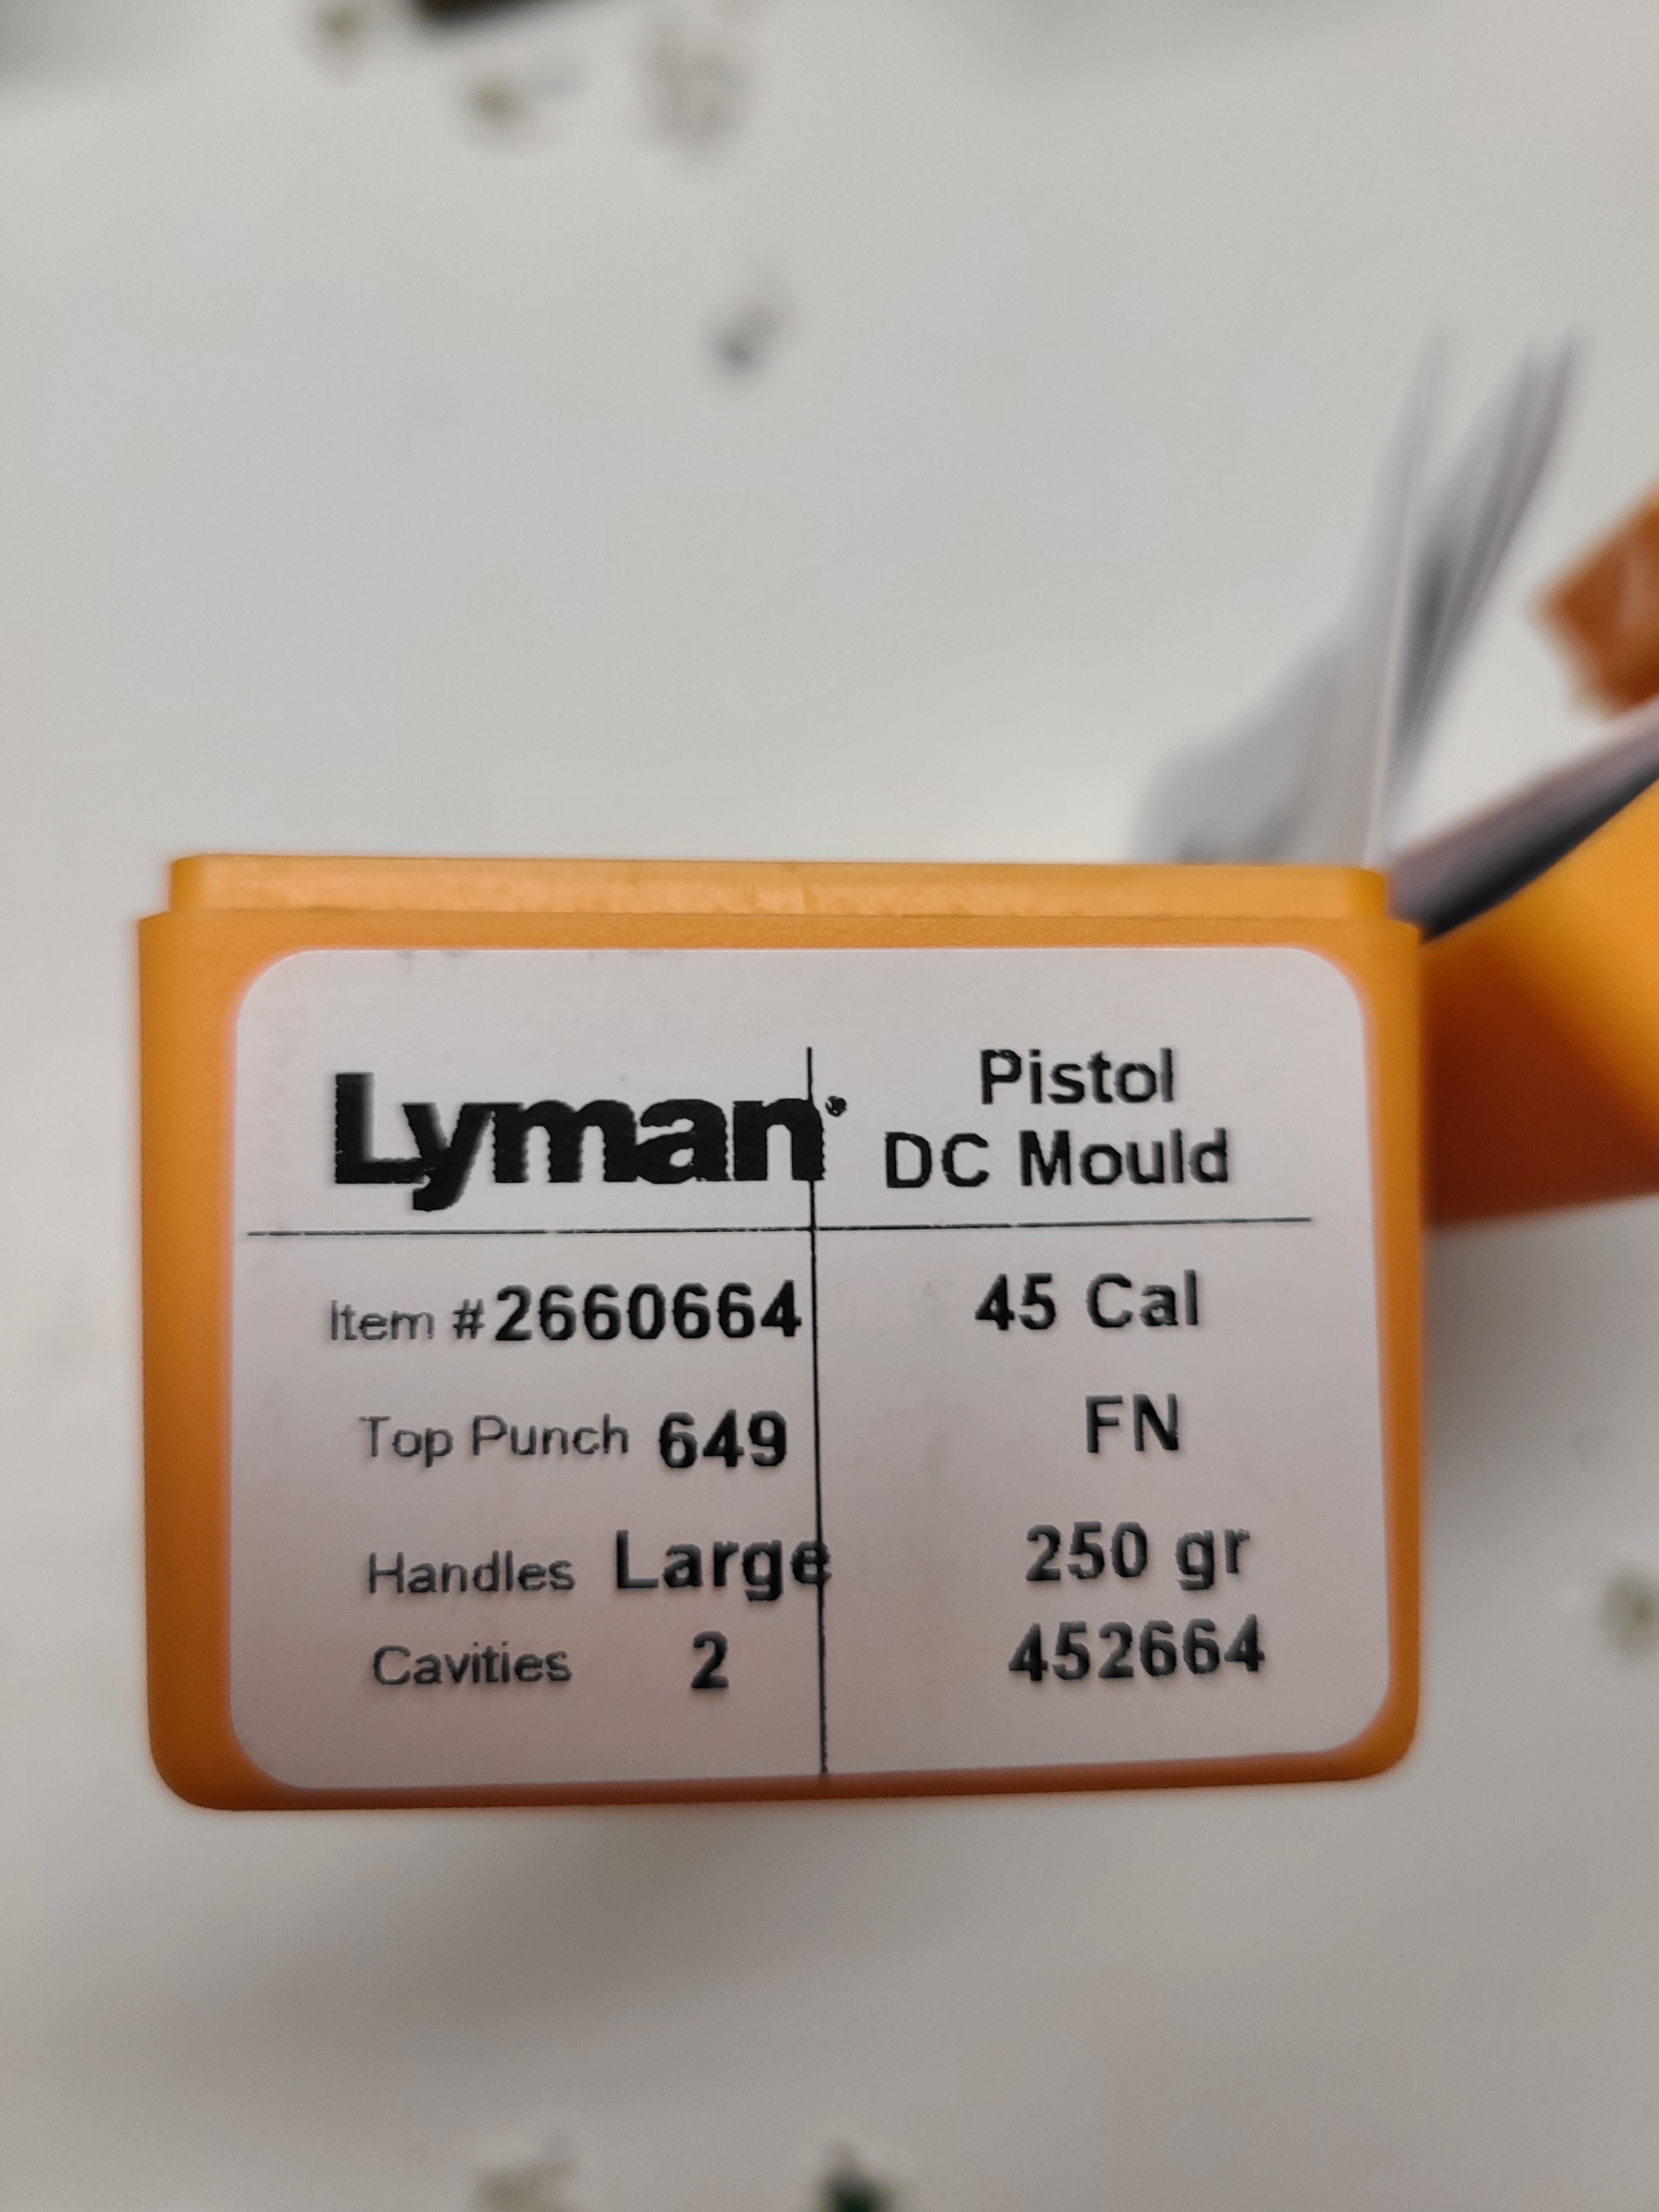 Lyman
Pistol
DC Mould
Item # 2660664
45 Cal
Top Punch 649
FN
Handles Large
250 gr
Cavities 2
452664